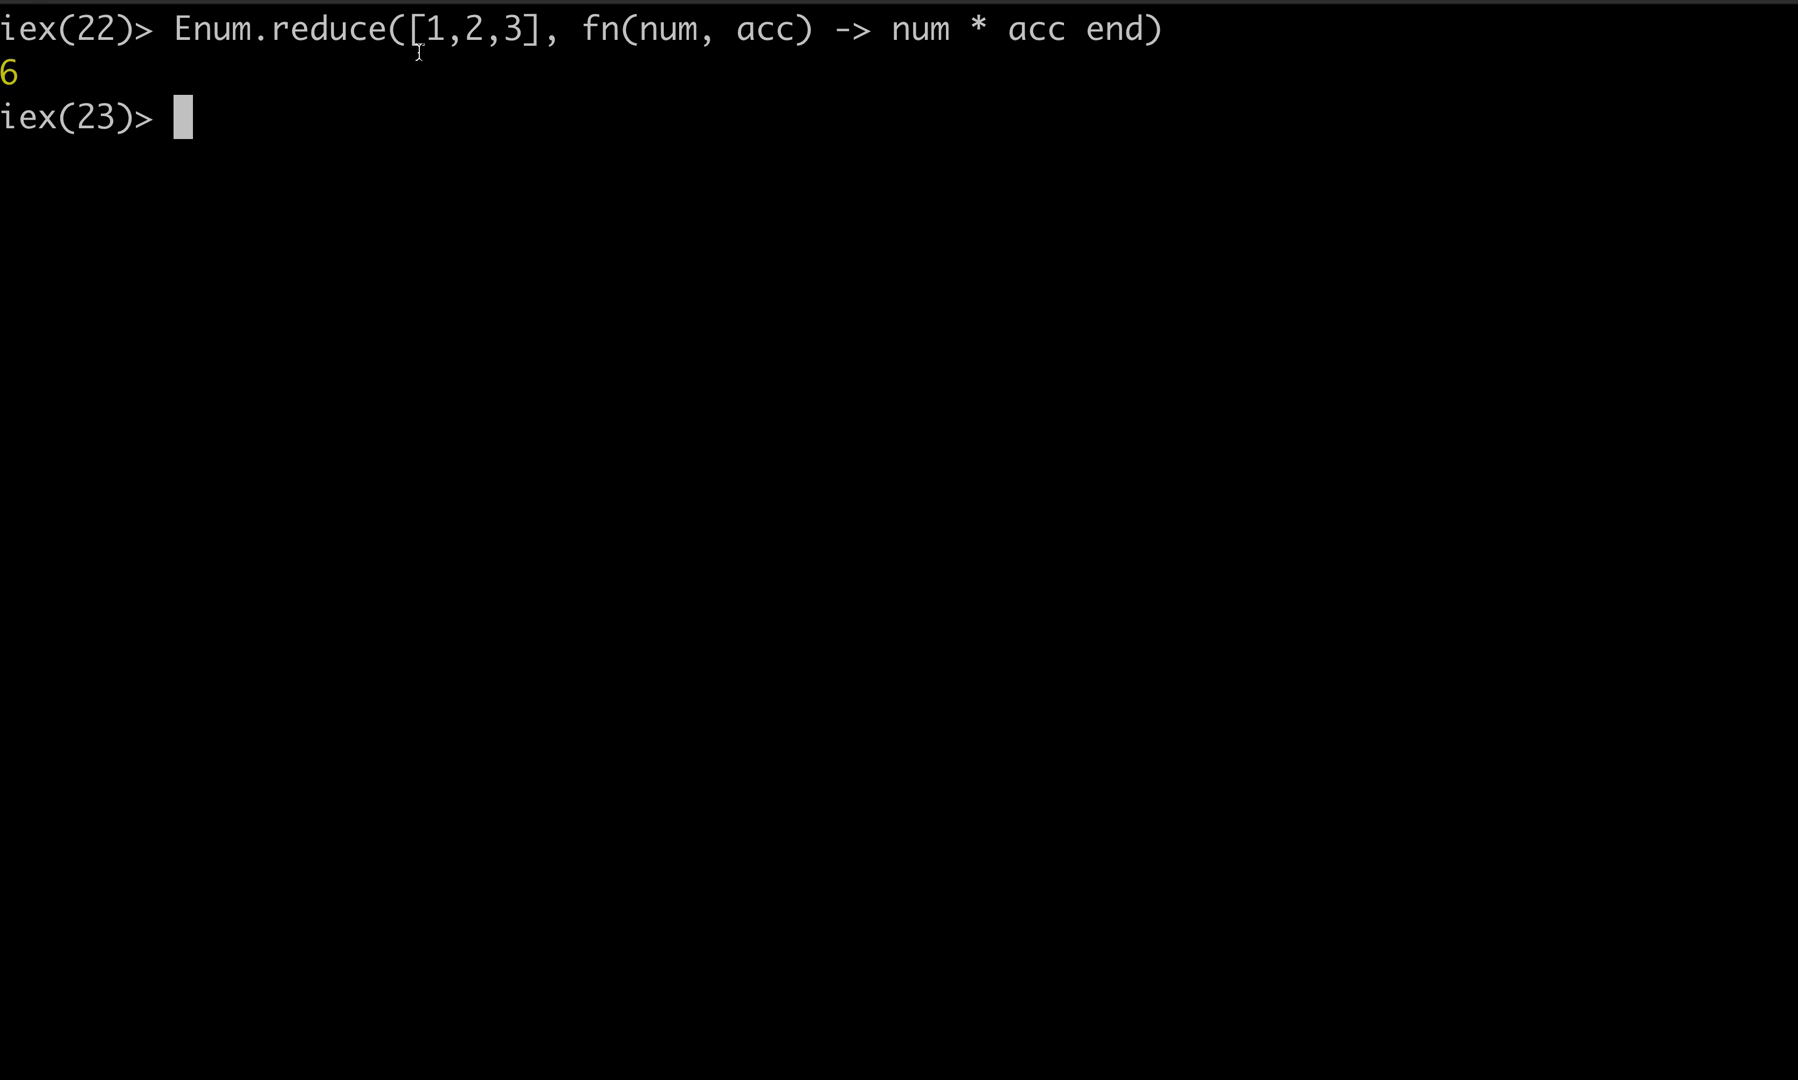 iex(22)> Enum.reduce([1,2,3], fn(num, acc) -> num * acc end)
6
iex(23)>